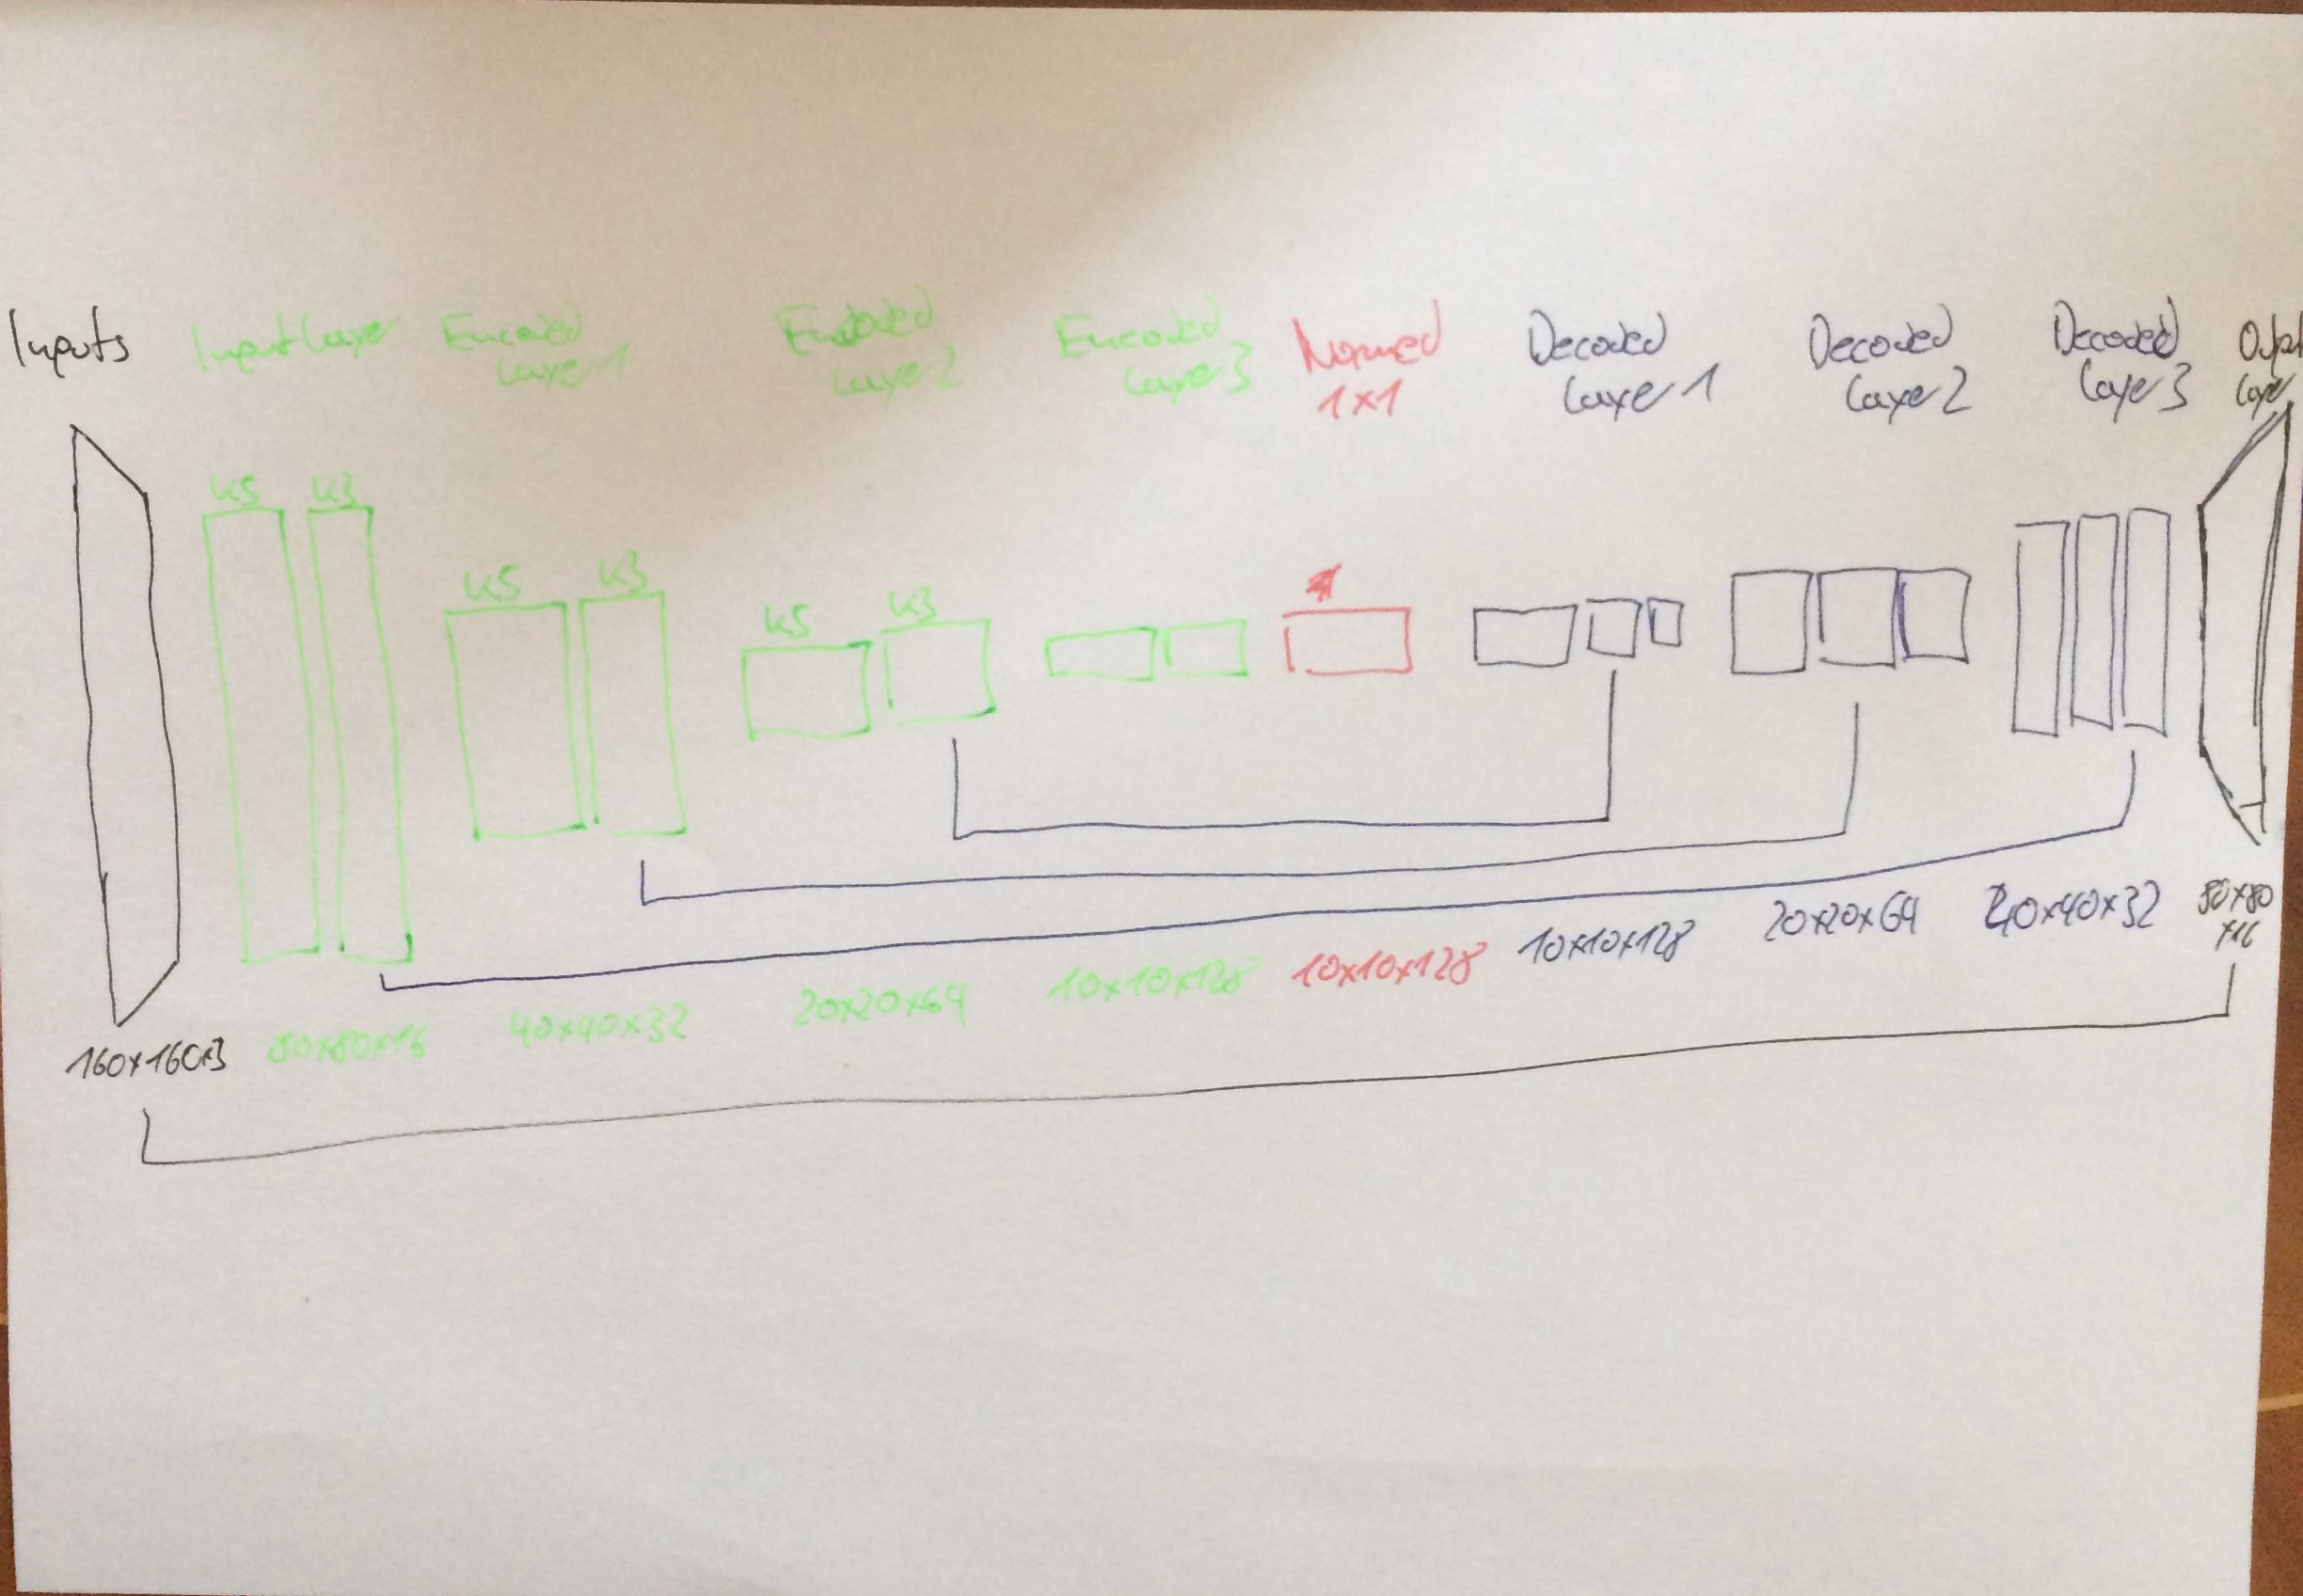 Inputs
Input Layer
Encoded
Layer 1
Encoded
Layer 2
Encoded
Layer 3
Normed
1x1
Decoded
Layer 1
Decoded
Layer 2
Decoded
Layer 3
Layer
K5
K3
K5
K3
K5
K3
160x160x3
80x80x16
40x40x32
20x20x64
10x10x128
10x10x128
10x10x128
20x20x64
40x40x32
80x80
x16